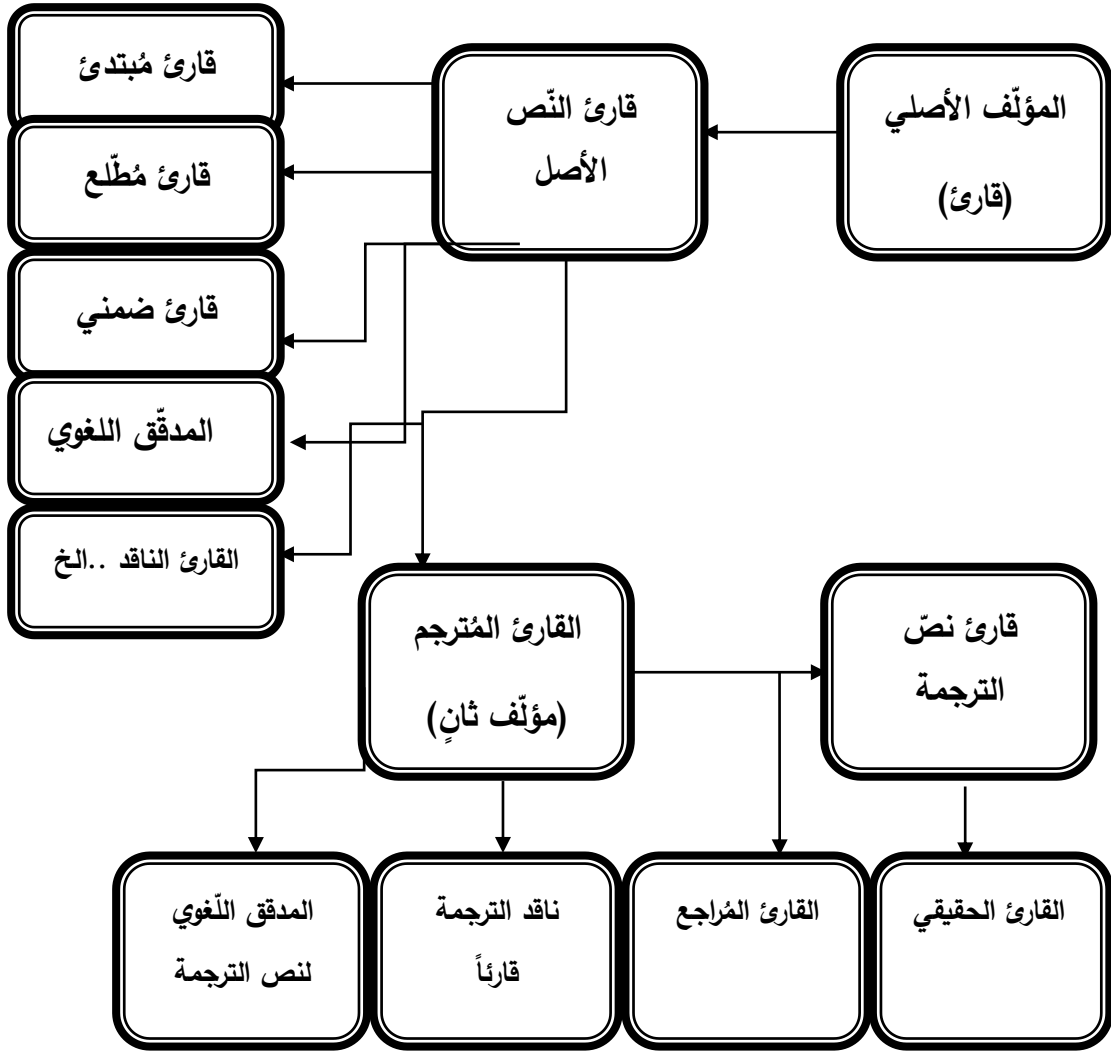 المؤلّف الأصلي
(قارئ)
قارئ النّص
الأصل
قارئ مُبتدئ
قارئ مُطّلع
قارئ ضمني
المدقّق اللغوي
القارئ الناقد ..الخ
القارئ المُترجم
(مؤلّف ثانٍ)
قارئ نصّ
الترجمة
القارئ الحقيقي
القارئ المُراجع
ناقد الترجمة
قارئاً
المدقق اللّغوي
لنص الترجمة